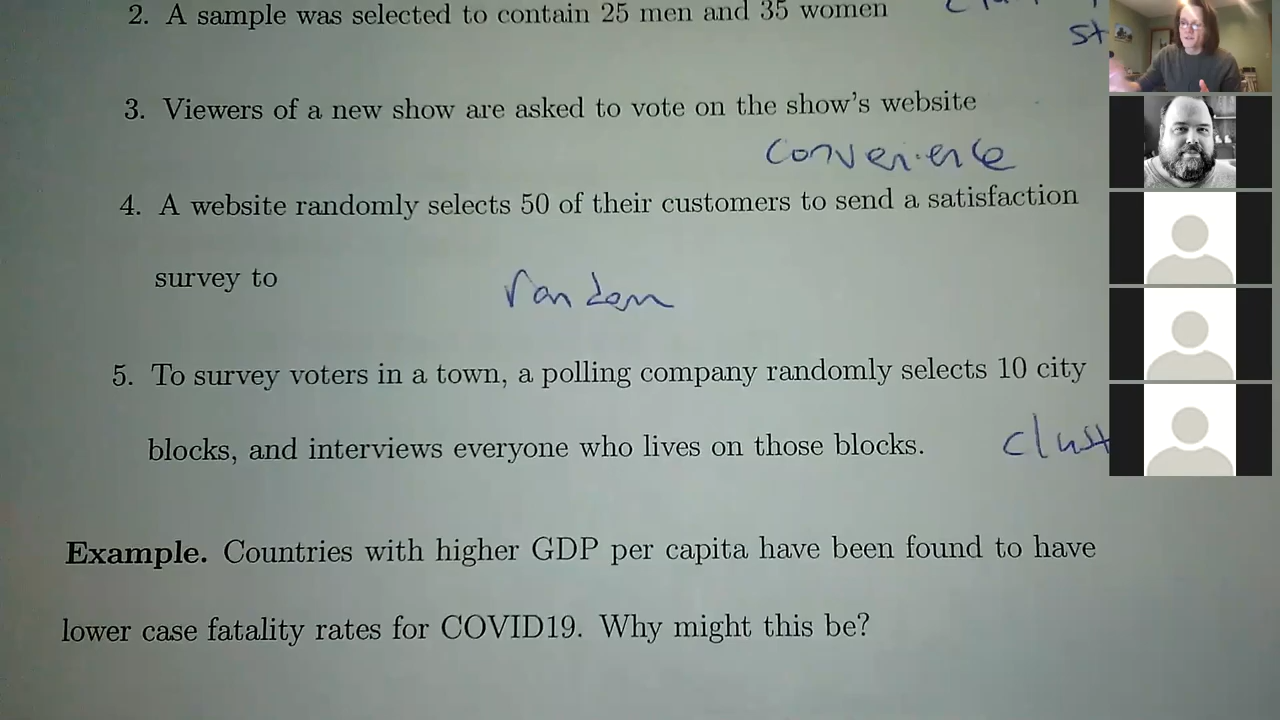 2. A sample was selected to contain 25 men and 35 women
st
3. Viewers of a new show are asked to vote on the show's website
convenience
4. A website randomly selects 50 of their customers to send a satisfaction
survey to
random
5. To survey voters in a town, a polling company randomly selects 10 city
blocks, and interviews everyone who lives on those blocks.
clust
Example. Countries with higher GDP per capita have been found to have
lower case fatality rates for COVID19. Why might this be?